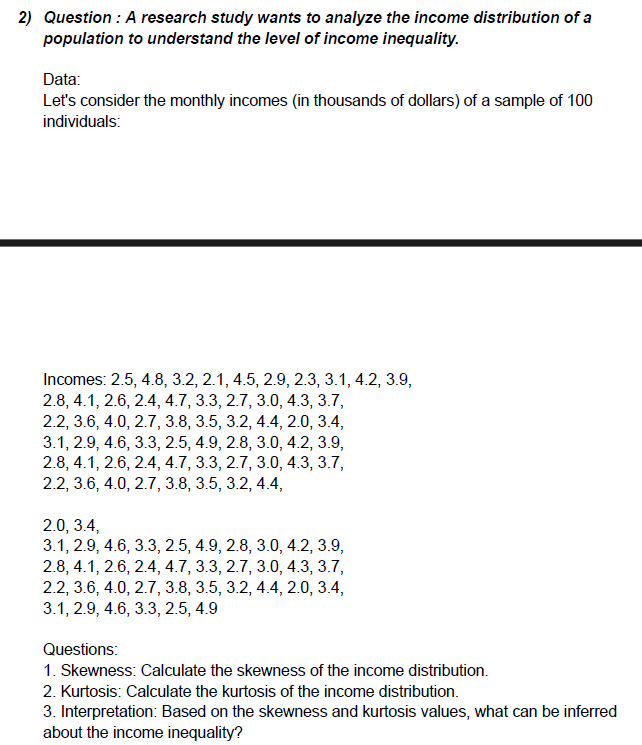 2) Question : A research study wants to analyze the income distribution of a
population to understand the level of income inequality.
Data:
Let's consider the monthly incomes (in thousands of dollars) of a sample of 100
individuals:
Incomes: 2.5, 4.8, 3.2, 2.1, 4.5, 2.9, 2.3, 3.1, 4.2, 3.9,
2.8, 4.1, 2.6, 2.4, 4.7, 3.3, 2.7, 3.0, 4.3, 3.7,
2.2, 3.6, 4.0, 2.7, 3.8, 3.5, 3.2, 4.4, 2.0, 3.4,
3.1, 2.9, 4.6, 3.3, 2.5, 4.9, 2.8, 3.0, 4.2, 3.9,
2.8, 4.1, 2.6, 2.4, 4.7, 3.3, 2.7, 3.0, 4.3, 3.7,
2.2, 3.6, 4.0, 2.7, 3.8, 3.5, 3.2, 4.4,
2.0, 3.4,
3.1, 2.9, 4.6, 3.3, 2.5, 4.9, 2.8, 3.0, 4.2, 3.9,
2.8, 4.1, 2.6, 2.4, 4.7, 3.3, 2.7, 3.0, 4.3, 3.7,
2.2, 3.6, 4.0, 2.7, 3.8, 3.5, 3.2, 4.4, 2.0, 3.4,
3.1, 2.9, 4.6, 3.3, 2.5, 4.9
Questions:
1. Skewness: Calculate the skewness of the income distribution.
2. Kurtosis: Calculate the kurtosis of the income distribution.
3. Interpretation: Based on the skewness and kurtosis values, what can be inferred
about the income inequality?